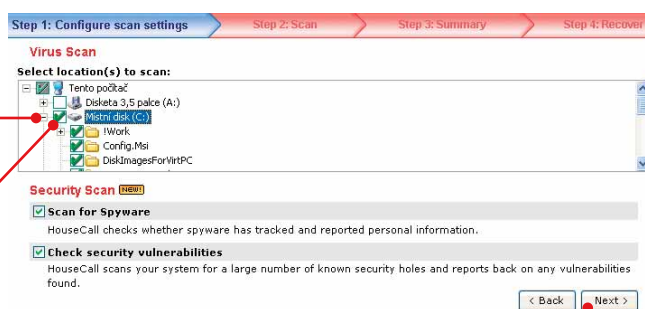 Step 1: Configure scan settings
Step 2: Scan
Step 3: Summary
Step 4: Recover
Virus Scan
Select location(s) to scan:
Tento počítač
Disketa 3,5 palce (A:)
Místní disk (C:)
!Work
Config.Msi
DiskImagesForVirtPC
Security Scan NEW!
Scan for Spyware
HouseCall checks whether spyware has tracked and reported personal information.
Check security vulnerabilities
HouseCall scans your system for a large number of known security holes and reports back on any vulnerabilities
found.
< Back
Next >